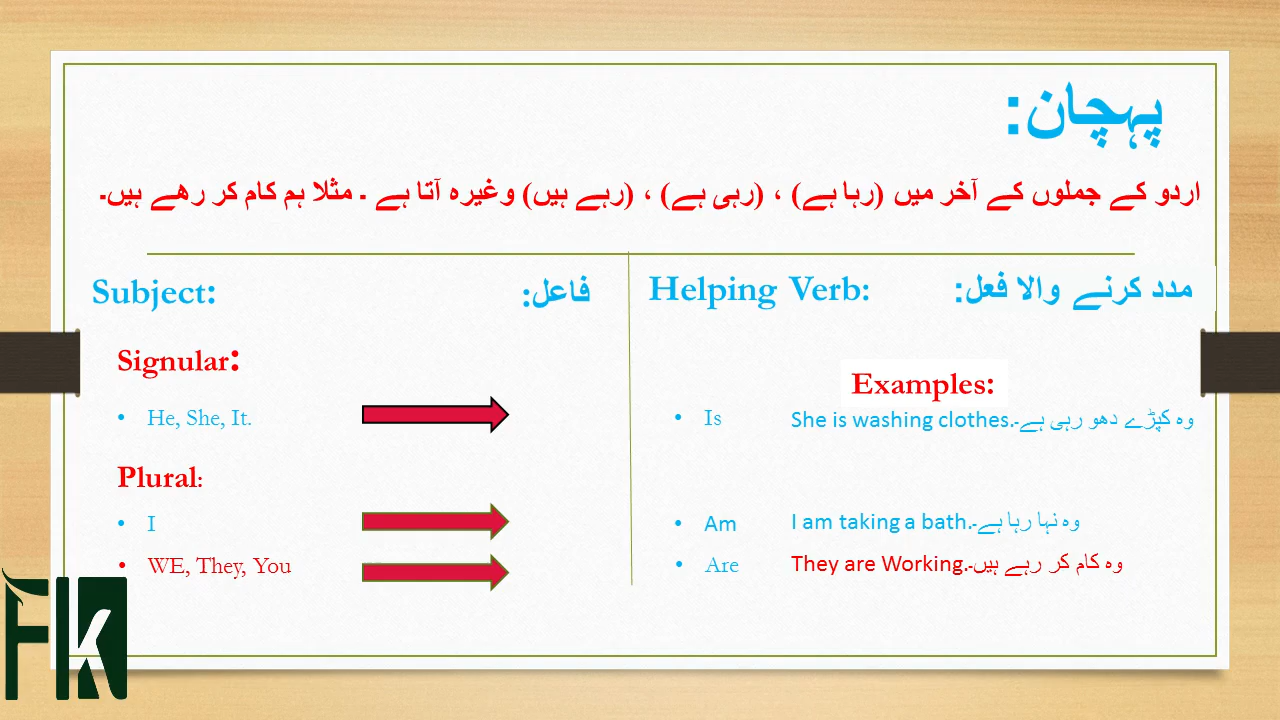 پہچان:
اردو کے جملوں کے آخر میں (رہا ہے) ، (رہی ہے) ، (رہے ہیں) وغیرہ آتا ہے ۔ مثلا ہم کام کر رھے ہیں۔
Subject: فاعل:
Helping Verb: مدد کرنے والا فعل:
Signular:
Examples:
• He, She, It.
• Is She is washing clothes.وہ کپڑے دھو رہی ہے۔
Plural:
• I
• Am I am taking a bath.وہ نہا رہا ہے۔
• WE, They, You
• Are They are Working.وہ کام کر رہے ہیں۔
Fk